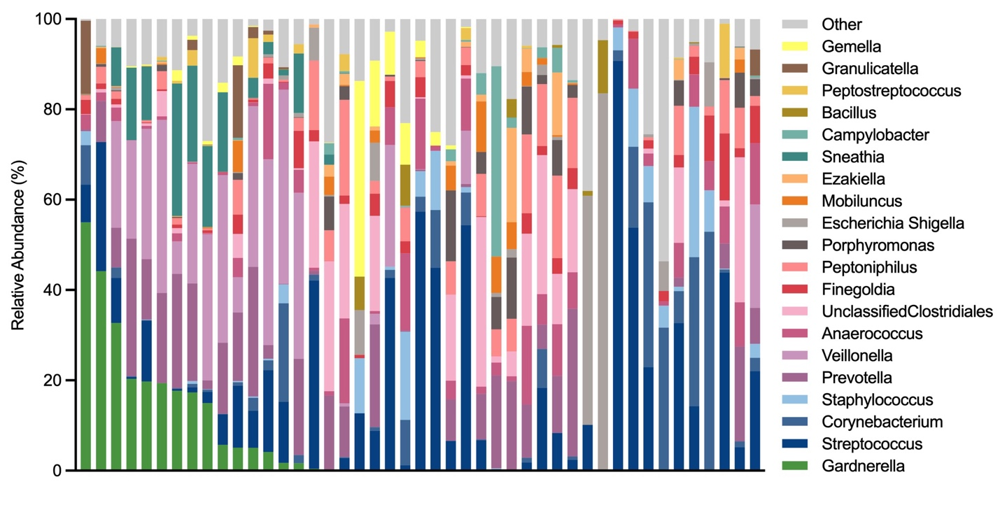 Relative Abundance (%)
100
80
60
40
20
0
Other
Gemella
Granulicatella
Peptostreptococcus
Bacillus
Campylobacter
Sneathia
Ezakiella
Mobiluncus
Escherichia Shigella
Porphyromonas
Peptoniphilus
Finegoldia
UnclassifiedClostridiales
Anaerococcus
Veillonella
Prevotella
Staphylococcus
Corynebacterium
Streptococcus
Gardnerella